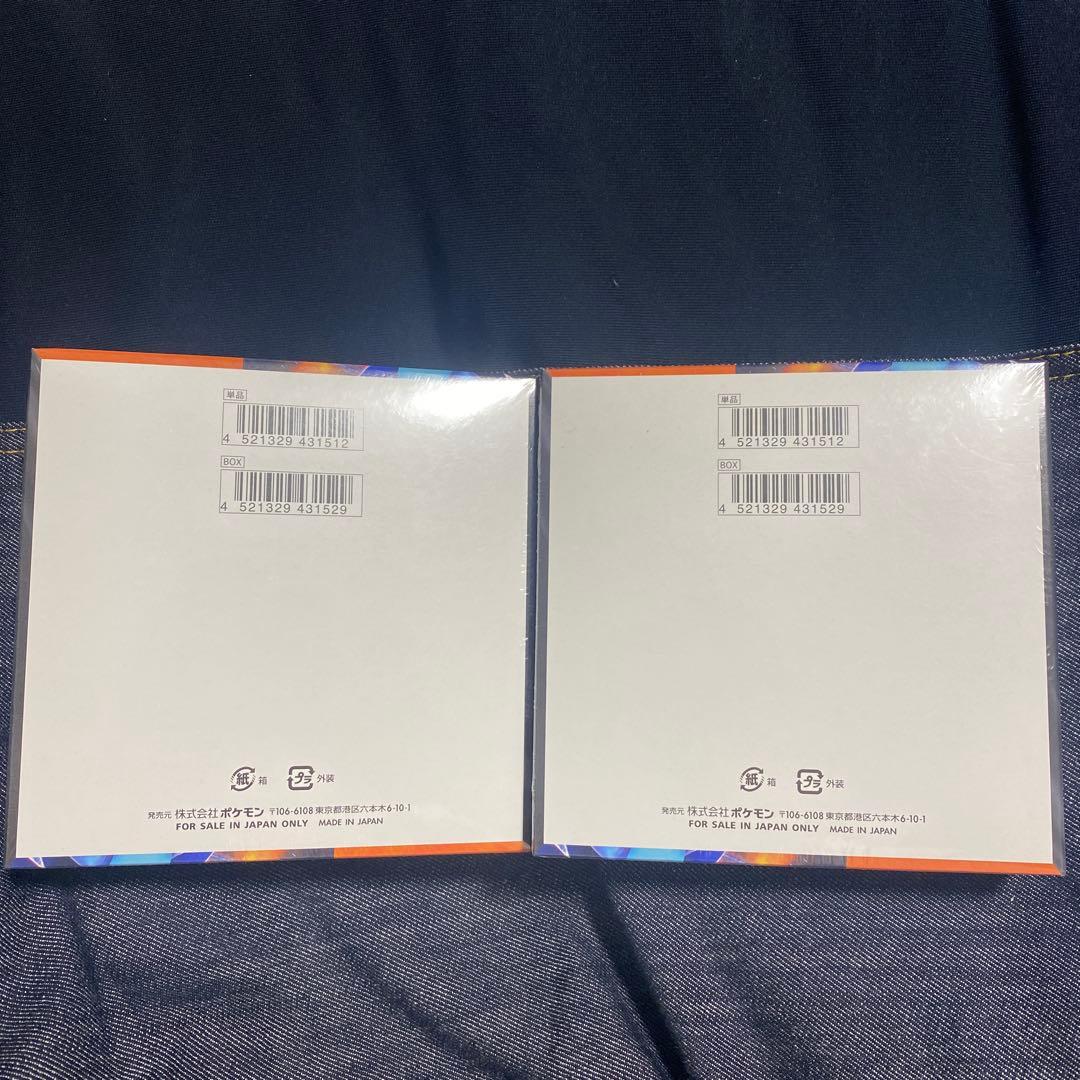 単品
4 521329 431512
BOX
4 521329 431529
紙 箱 プラ 外装
発売元 株式会社ポケモン 〒106-6108 東京都港区六本木6-10-1
FOR SALE IN JAPAN ONLY MADE IN JAPAN
単品
4 521329 431512
BOX
4 521329 431529
紙 箱 プラ 外装
発売元 株式会社ポケモン 〒106-6108 東京都港区六本木6-10-1
FOR SALE IN JAPAN ONLY MADE IN JAPAN